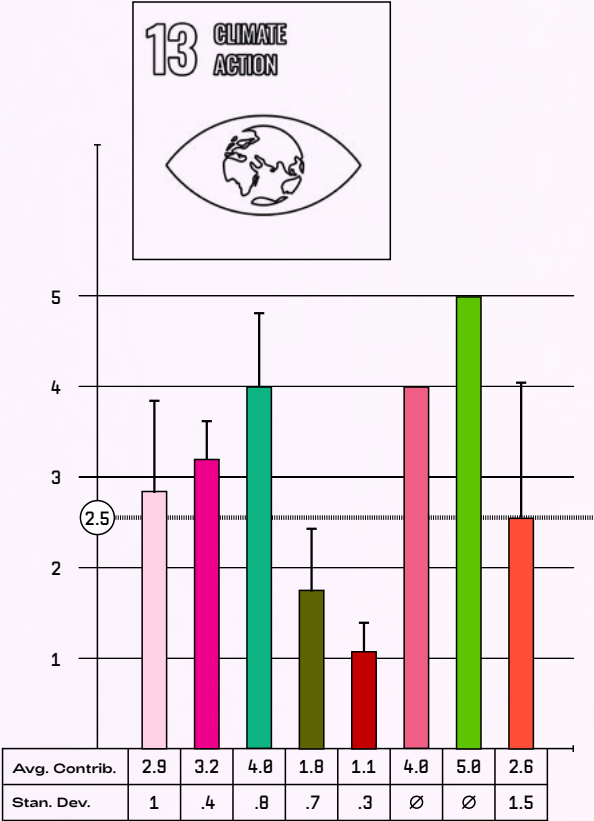 13 CLIMATE
ACTION
5
4
3
2.5
2
1
Avg. Contrib. 2.9 3.2 4.0 1.8 1.1 4.0 5.0 2.6
Stan. Dev. 1 .4 .8 .7 .3 ∅ ∅ 1.5